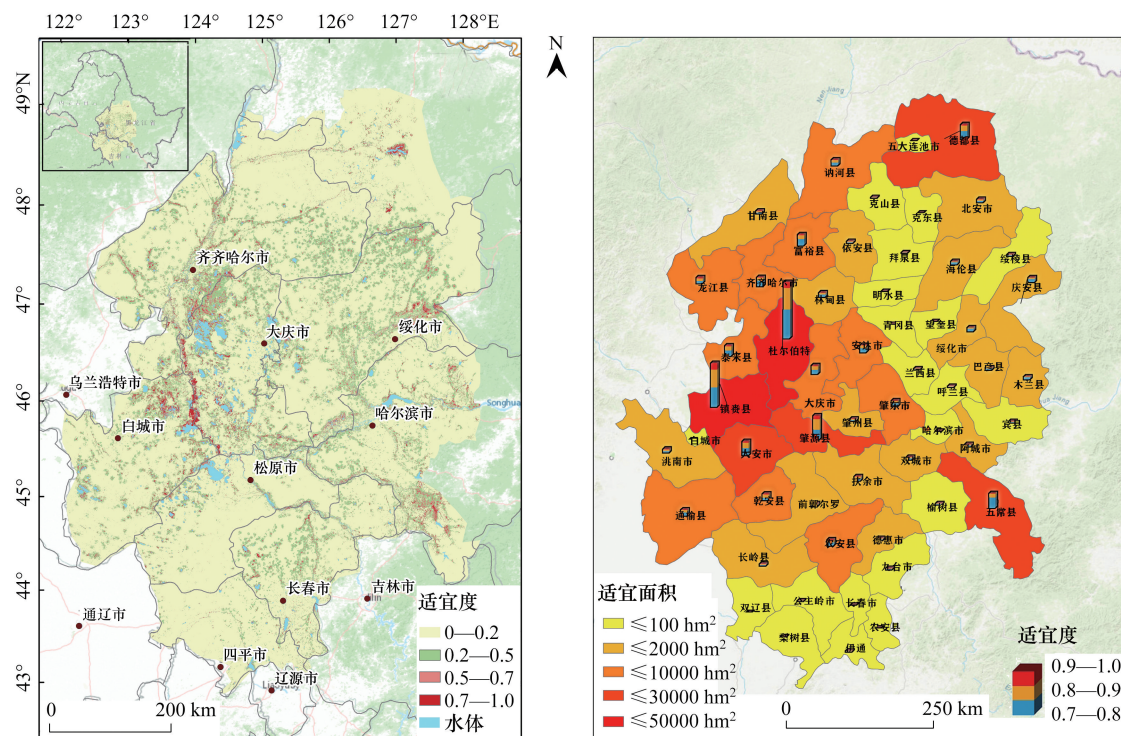 122° 123° 124° 125° 126° 127° 128°E
49°N
48°
47°
46°
45°
44°
43°
齐齐哈尔市
大庆市
绥化市
乌兰浩特市
白城市
哈尔滨市
Songhua
松原市
长春市
吉林市
通辽市
四平市
辽源市
适宜度
0—0.2
0.2—0.5
0.5—0.7
0.7—1.0
水体
0 200 km
N
德都县
五大连池市
讷河县
克山县
克东县
北安市
甘南县
富裕县
依安县
拜泉县
海伦县
绥棱县
庆安县
龙江县
齐齐哈尔市
林甸县
明水县
青冈县
望奎县
绥化市
杜尔伯特
安达市
泰来县
兰西县
巴彦县
木兰县
呼兰县
镇赉县
大庆市
肇东市
肇州县
肇源县
哈尔滨市
宾县
白城市
大安市
洮南市
双城市
阿城市
扶余市
乾安县
前郭尔罗
榆树县
五常县
通榆县
农安县
德惠市
长岭县
九台市
双辽县
公主岭市
长春市
梨树县
农安县
伊通
适宜面积
≤100 hm²
≤2000 hm²
≤10000 hm²
≤30000 hm²
≤50000 hm²
适宜度
0.9—1.0
0.8—0.9
0.7—0.8
0 250 km